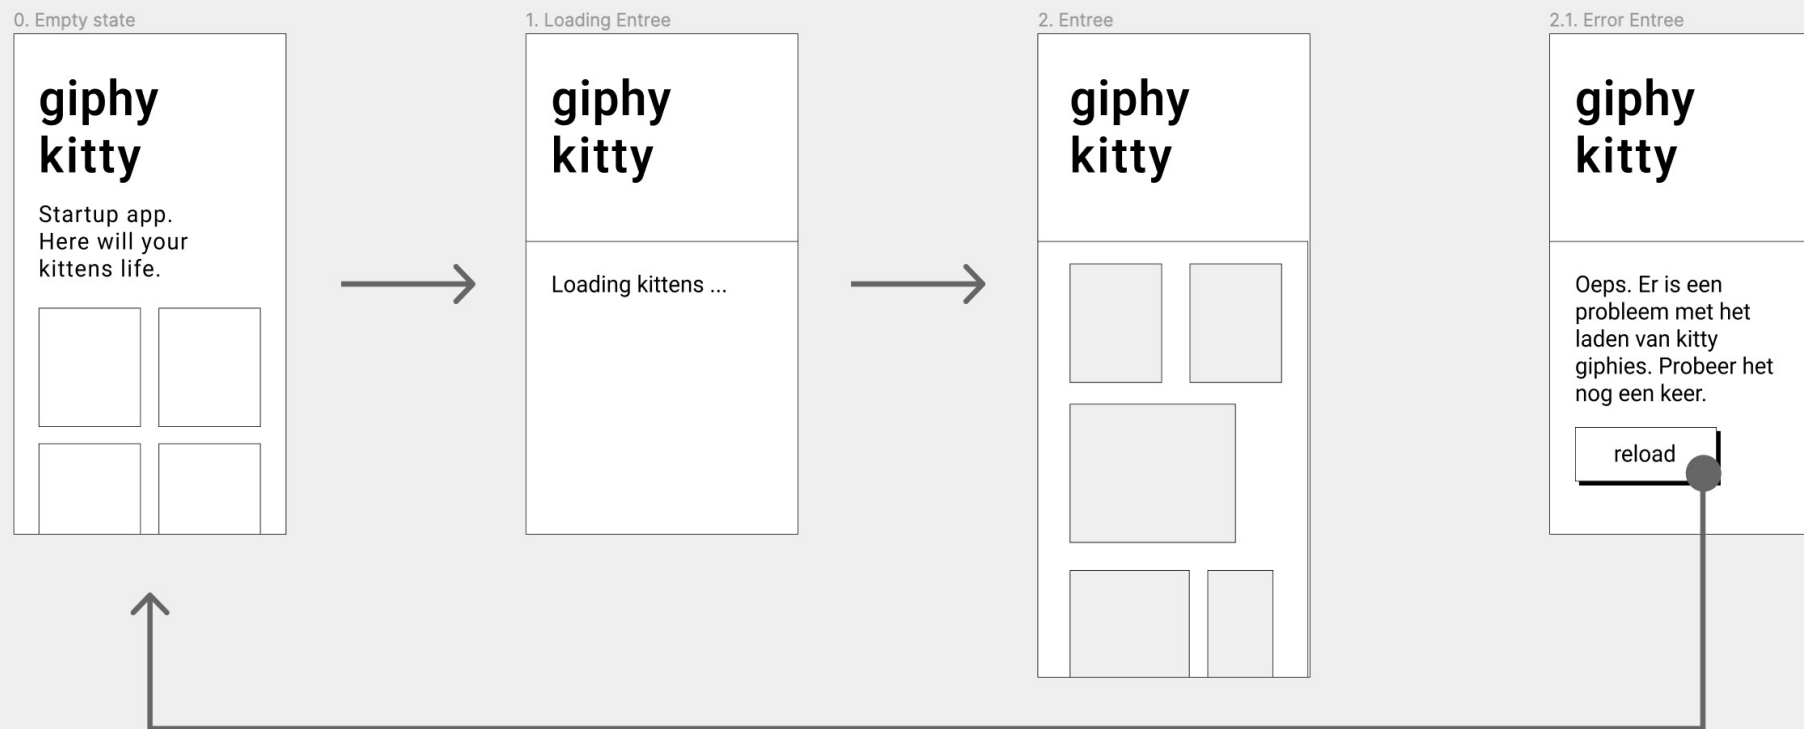 0. Empty state
giphy
kitty
Startup app.
Here will your
kittens life.
1. Loading Entree
giphy
kitty
Loading kittens ...
2. Entree
giphy
kitty
2.1. Error Entree
giphy
kitty
Oeps. Er is een
probleem met het
laden van kitty
giphies. Probeer het
nog een keer.
reload